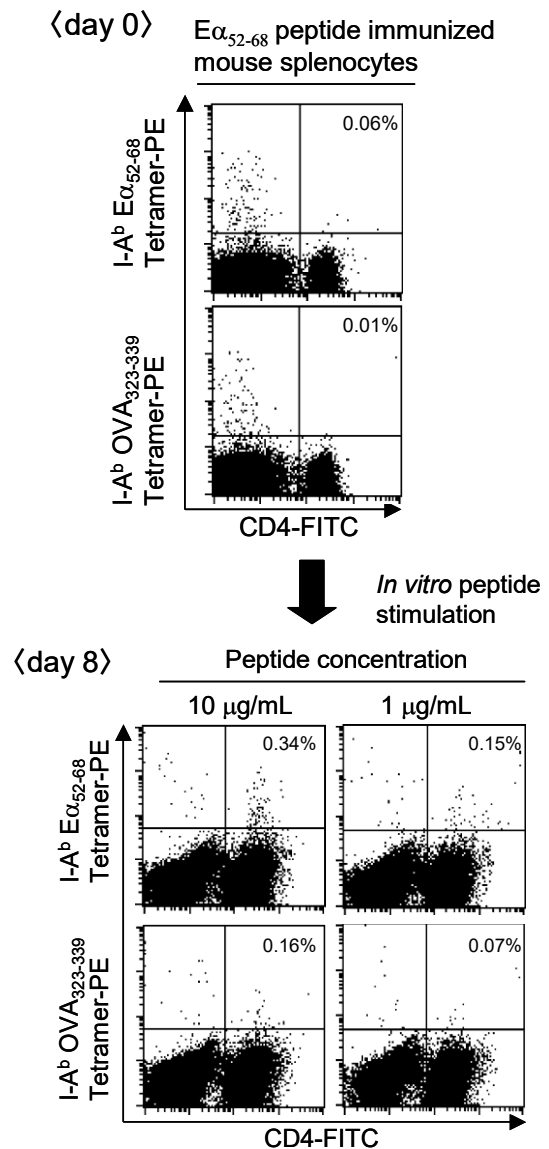 〈day 0〉
Eα52-68 peptide immunized
mouse splenocytes
I-Ab Eα52-68
Tetramer-PE
0.06%
I-Ab OVA323-339
Tetramer-PE
0.01%
CD4-FITC
In vitro peptide
stimulation
〈day 8〉
Peptide concentration
10 μg/mL
1 μg/mL
I-Ab Eα52-68
Tetramer-PE
0.34%
0.15%
I-Ab OVA323-339
Tetramer-PE
0.16%
0.07%
CD4-FITC